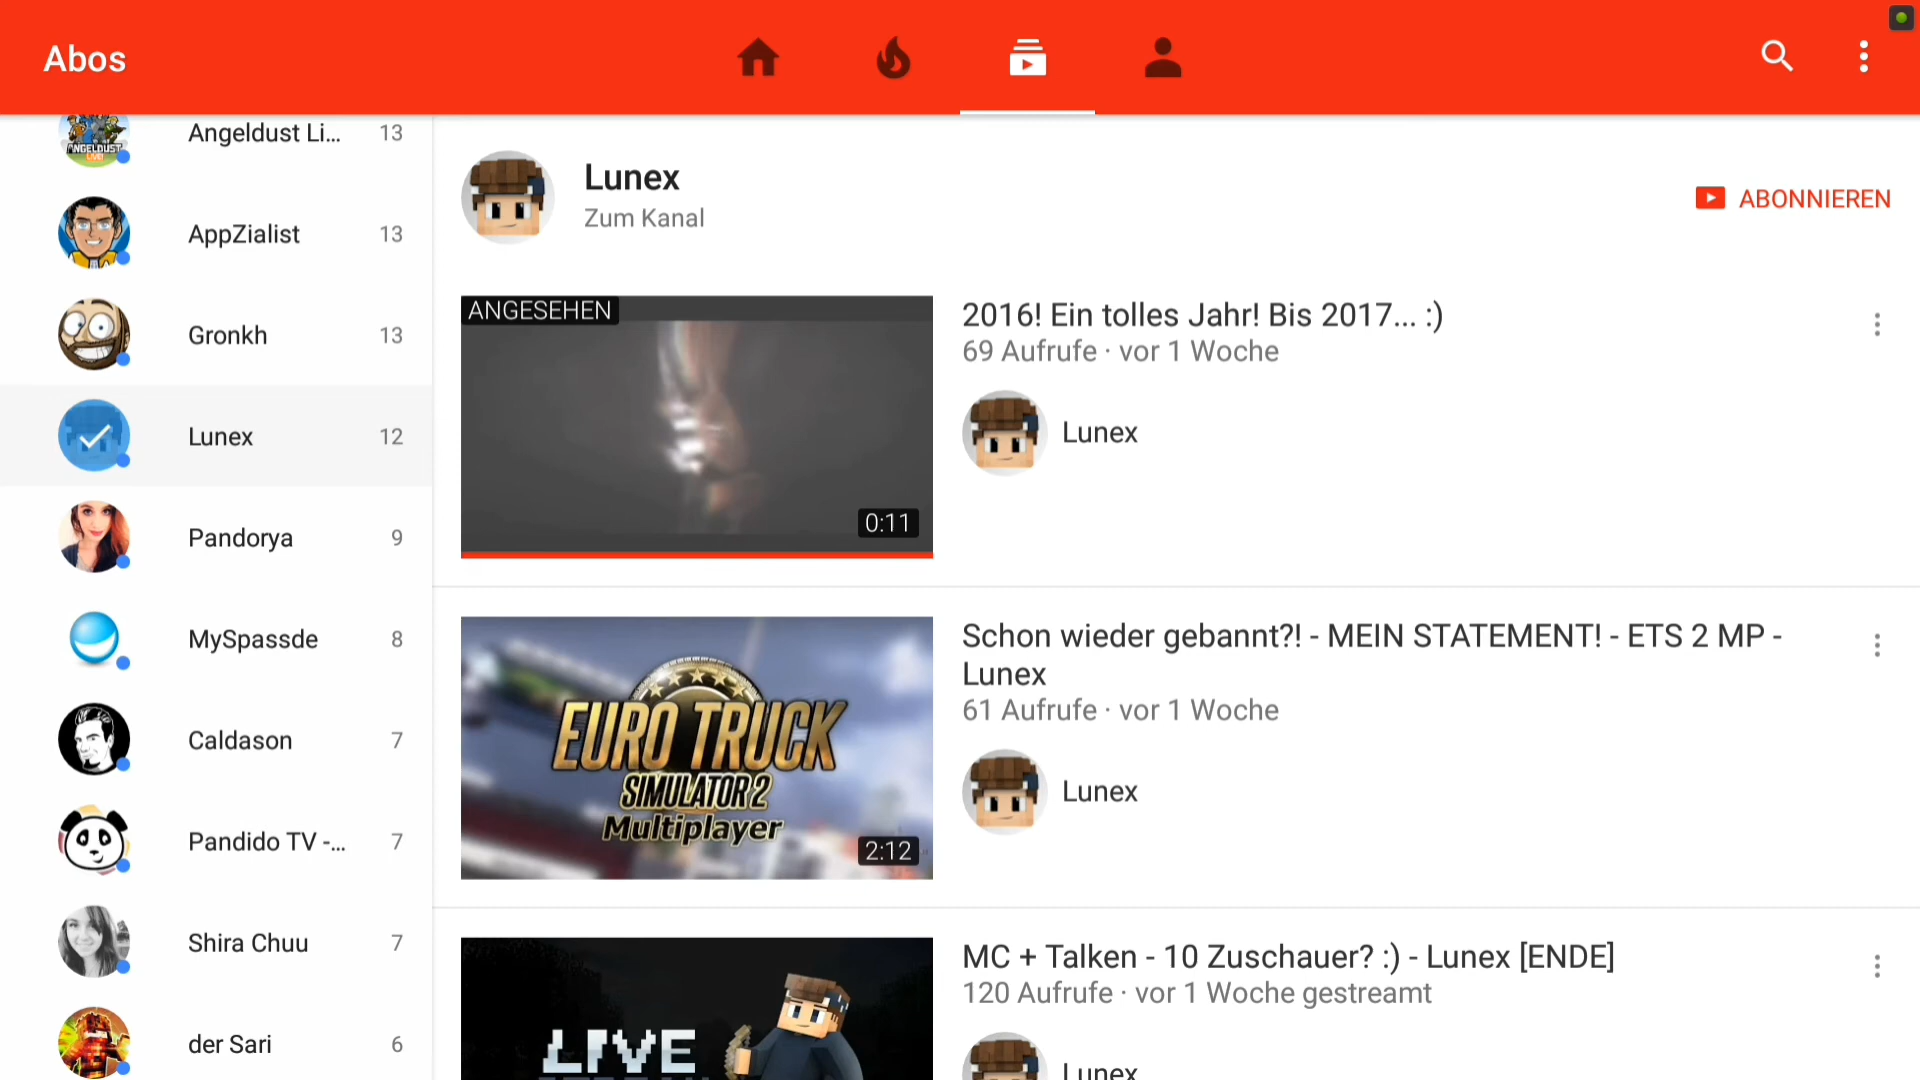 Abos
Angeldust Li... 13
AppZialist 13
Gronkh 13
Lunex 12
Pandorya 9
MySpassde 8
Caldason 7
Pandido TV -... 7
Shira Chuu 7
der Sari 6
ANGELDUST
LIVE!
Lunex
Zum Kanal
ABONNIEREN
ANGESEHEN
0:11
2016! Ein tolles Jahr! Bis 2017... :)
69 Aufrufe · vor 1 Woche
Lunex
EURO TRUCK
SIMULATOR 2
Multiplayer
2:12
Schon wieder gebannt?! - MEIN STATEMENT! - ETS 2 MP -
Lunex
61 Aufrufe · vor 1 Woche
Lunex
LIVE
MC + Talken - 10 Zuschauer? :) - Lunex [ENDE]
120 Aufrufe · vor 1 Woche gestreamt
Lunex